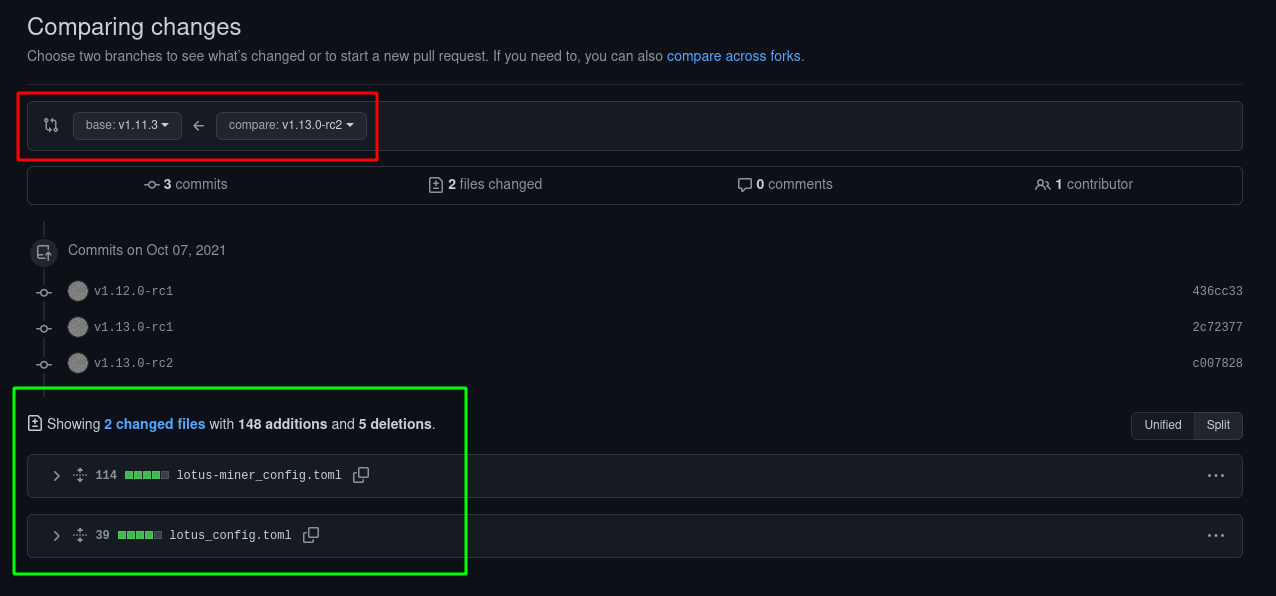 Comparing changes
Choose two branches to see what's changed or to start a new pull request. If you need to, you can also compare across forks.
base: v1.11.3 compare: v1.13.0-rc2
3 commits 2 files changed 0 comments 1 contributor
Commits on Oct 07, 2021
v1.12.0-rc1 436cc33
v1.13.0-rc1 2c72377
v1.13.0-rc2 c007828
Showing 2 changed files with 148 additions and 5 deletions. Unified Split
114 lotus-miner_config.toml
39 lotus_config.toml